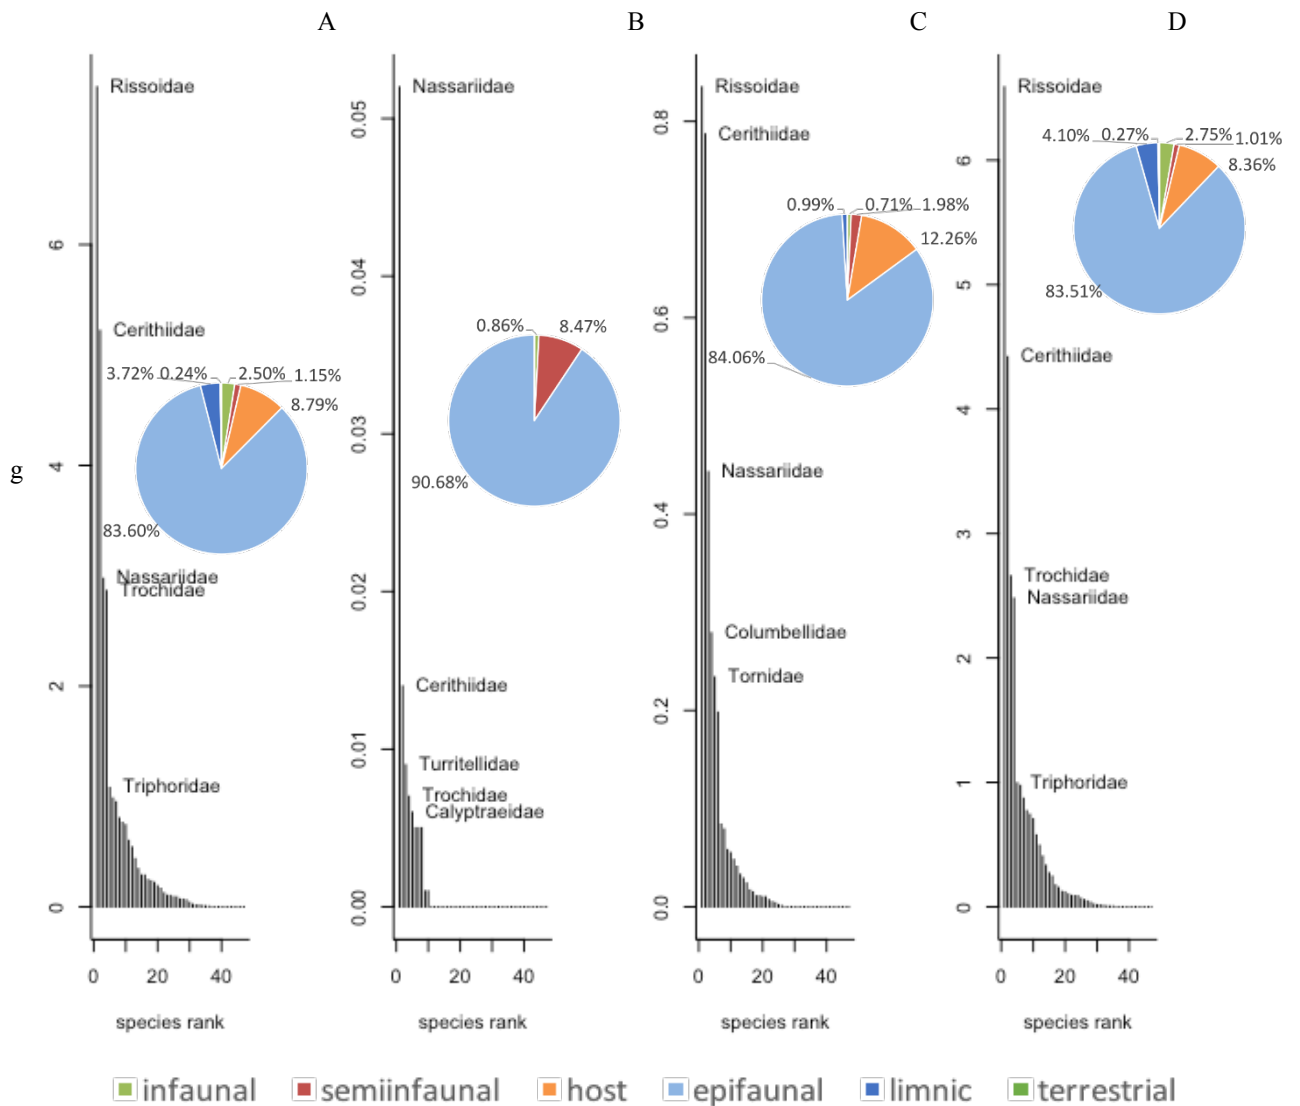 A B C D
Rissoidae Nassariidae Rissoidae Rissoidae
Cerithiidae
Cerithiidae
Cerithiidae
Nassariidae
Trochidae
Triphoridae
Cerithiidae
Turritellidae
Trochidae
Calyptraeidae
Nassariidae
Columbellidae
Tornidae
Trochidae
Nassariidae
Triphoridae
3.72% 0.24% 2.50% 1.15%
8.79%
83.60%
0.86% 8.47%
90.68%
0.99% 0.71% 1.98%
12.26%
84.06%
4.10% 0.27% 2.75% 1.01%
8.36%
83.51%
g
6
4
2
0
0.05
0.04
0.03
0.02
0.01
0.00
0.8
0.6
0.4
0.2
0.0
6
5
4
3
2
1
0
0 20 40 0 20 40 0 20 40 0 20 40
species rank species rank species rank species rank
infaunal semiinfaunal host epifaunal limnic terrestrial